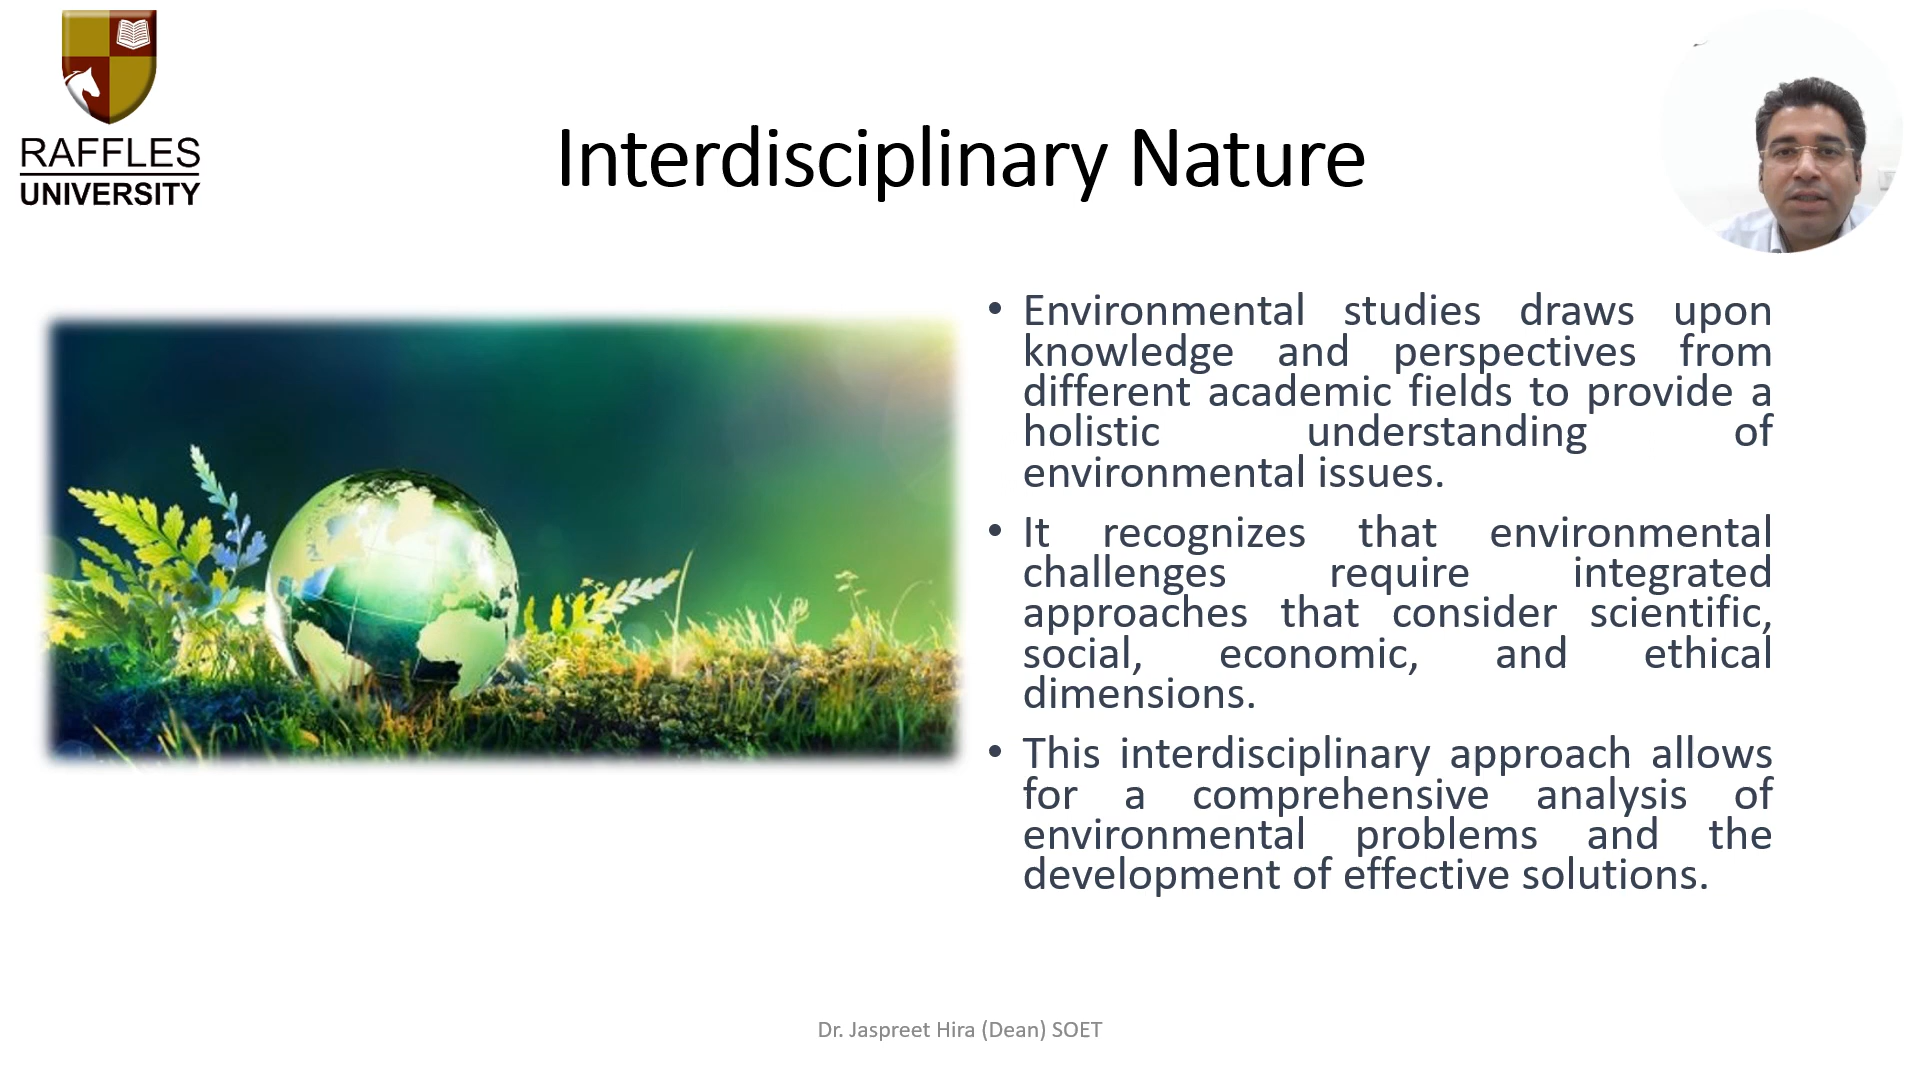 RAFFLES
UNIVERSITY
Interdisciplinary Nature
• Environmental studies draws upon
knowledge and perspectives from
different academic fields to provide a
holistic understanding of
environmental issues.
• It recognizes that environmental
challenges require integrated
approaches that consider scientific,
social, economic, and ethical
dimensions.
• This interdisciplinary approach allows
for a comprehensive analysis of
environmental problems and the
development of effective solutions.
Dr. Jaspreet Hira (Dean) SOET